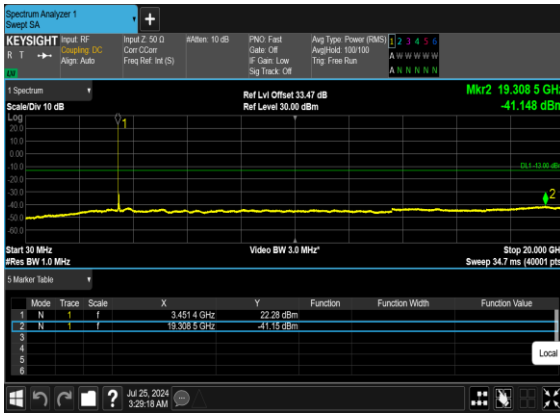 Spectrum Analyzer 1
Swept SA
+
KEYSIGHT Input: RF Input Z: 50 Ω #Atten: 10 dB PNO: Fast Avg Type: Power (RMS) 1 2 3 4 5 6
R T Coupling: DC Corr CCorr Gate: Off Avg|Hold: 100/100 A W W W W W
Align: Auto Freq Ref: Int (S) IF Gain: Low Trig: Free Run
Sig Track: Off A N N N N N
1 Spectrum
Scale/Div 10 dB
Ref Lvl Offset 33.47 dB
Ref Level 30.00 dBm
Mkr2 19.308 5 GHz
-41.148 dBm
Log
1
20.0
10.0
0.00
-10.0
DL1 -13.00 dBm
-20.0
-30.0
2
-40.0
-50.0
-60.0
Start 30 MHz Video BW 3.0 MHz* Stop 20.000 GHz
#Res BW 1.0 MHz Sweep 34.7 ms (40001 pts)
5 Marker Table
Mode Trace Scale X Y Function Function Width Function Value
1 N 1 f 3.451 4 GHz 22.28 dBm
2 N 1 f 19.308 5 GHz -41.15 dBm
3
4
5
6
Local
?
Jul 25, 2024
3:29:18 AM